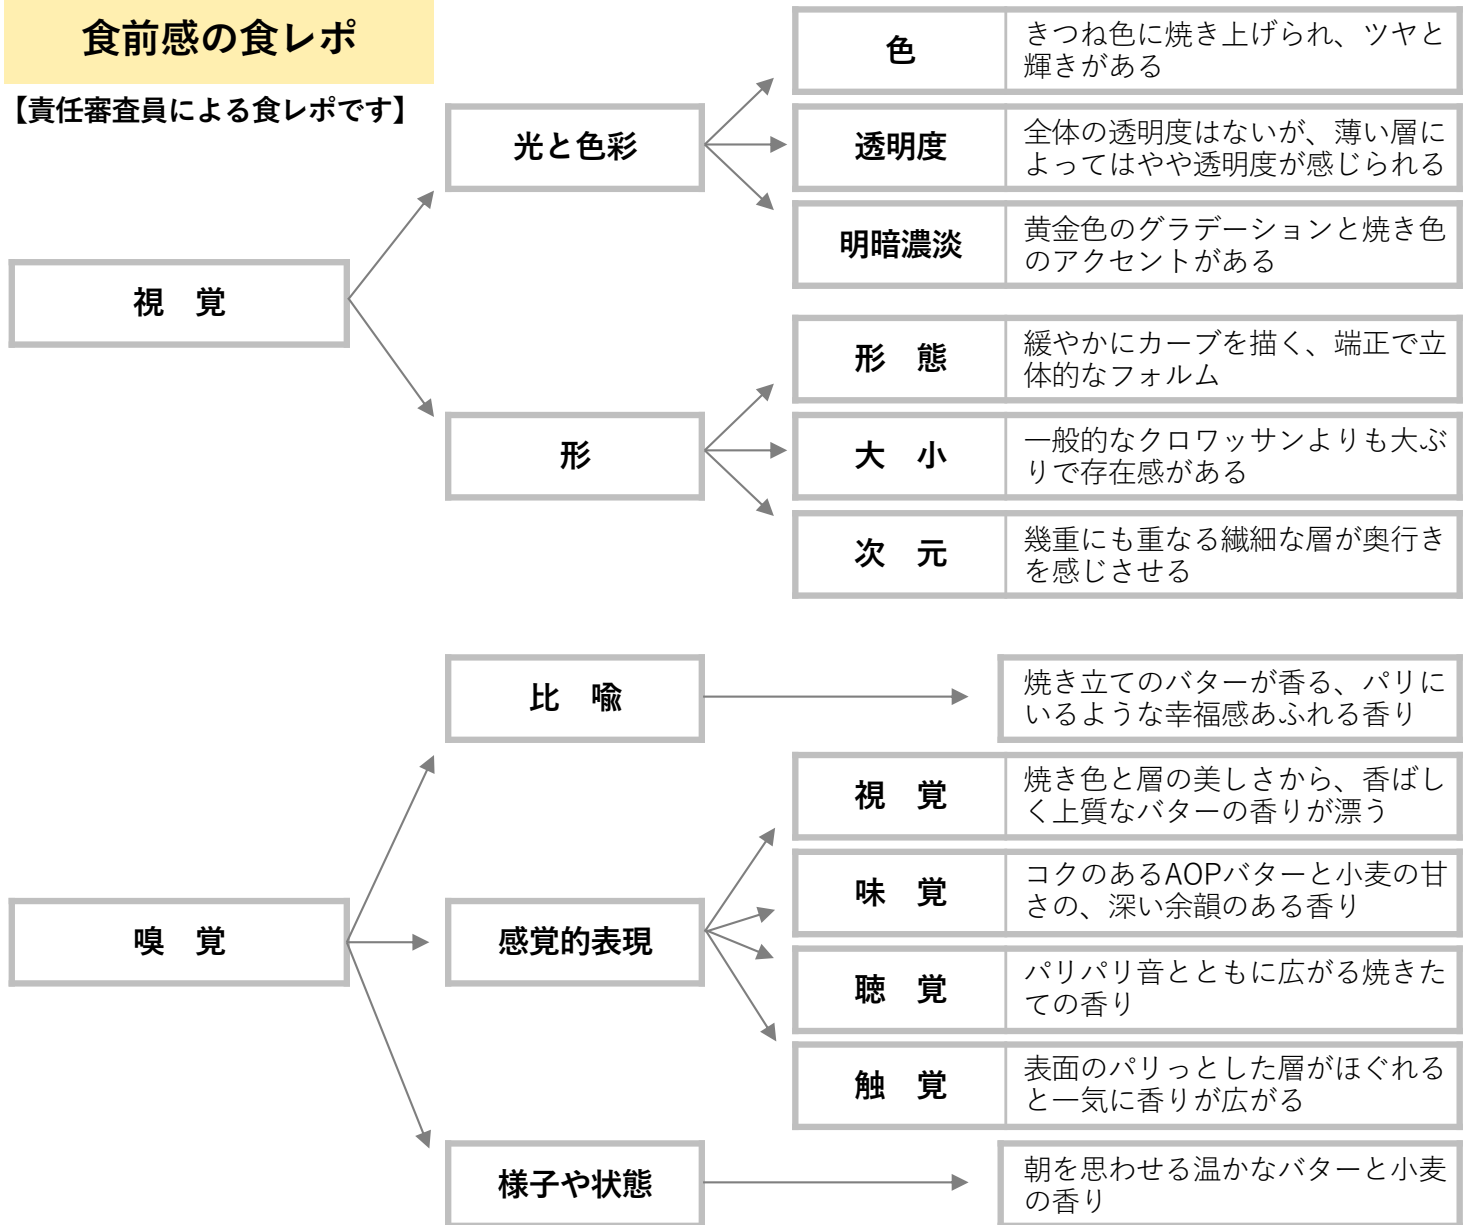 食前感の食レポ
【責任審査員による食レポです】
視　覚
光と色彩
色
きつね色に焼き上げられ、ツヤと
輝きがある
透明度
全体の透明度はないが、薄い層に
よってはやや透明度が感じられる
明暗濃淡
黄金色のグラデーションと焼き色
のアクセントがある
形
形　態
緩やかにカーブを描く、端正で立
体的なフォルム
大　小
一般的なクロワッサンよりも大ぶ
りで存在感がある
次　元
幾重にも重なる繊細な層が奥行き
を感じさせる
嗅　覚
比　喩
焼き立てのバターが香る、パリに
いるような幸福感あふれる香り
感覚的表現
視　覚
焼き色と層の美しさから、香ばし
く上質なバターの香りが漂う
味　覚
コクのあるAOPバターと小麦の甘
さの、深い余韻のある香り
聴　覚
パリパリ音とともに広がる焼きた
ての香り
触　覚
表面のパリっとした層がほぐれる
と一気に香りが広がる
様子や状態
朝を思わせる温かなバターと小麦
の香り